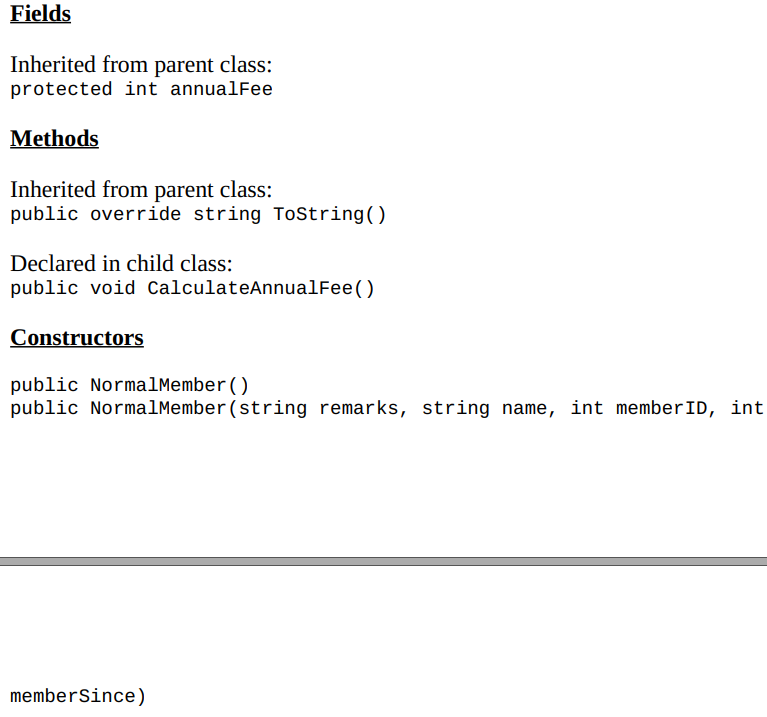 Fields
Inherited from parent class:
protected int annualFee
Methods
Inherited from parent class:
public override string ToString()
Declared in child class:
public void CalculateAnnualFee()
Constructors
public NormalMember()
public NormalMember(string remarks, string name, int memberID, int
memberSince)